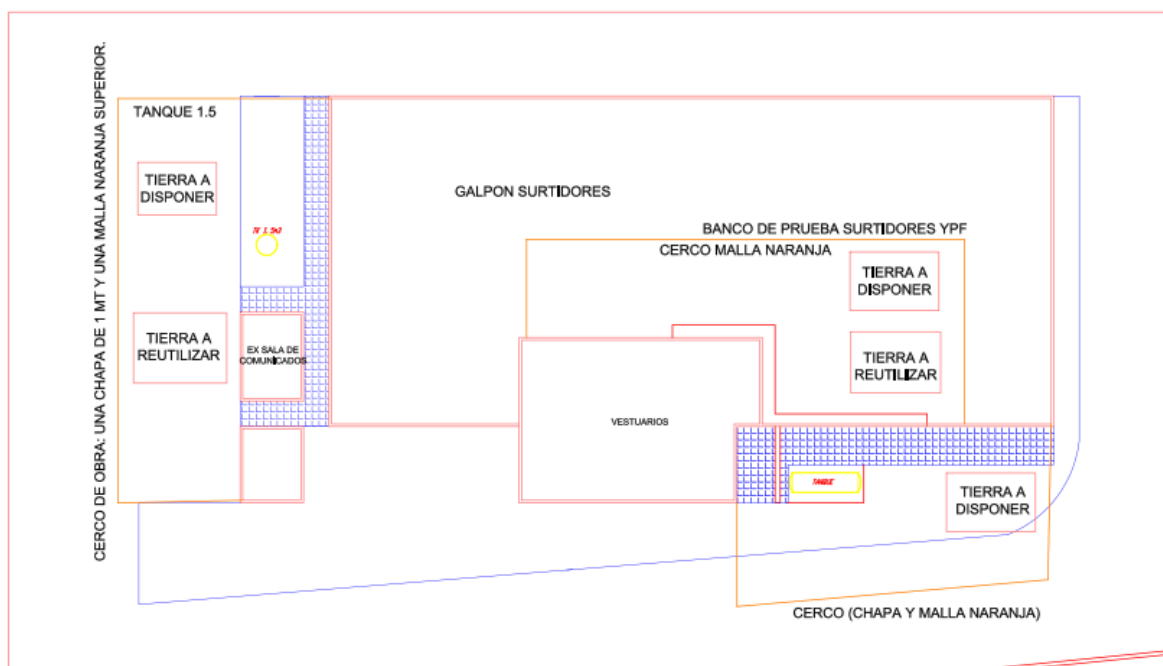 CERCO DE OBRA: UNA CHAPA DE 1 MT Y UNA MALLA NARANJA SUPERIOR.
TANQUE 1.5
TIERRA A
DISPONER
GALPON SURTIDORES
BANCO DE PRUEBA SURTIDORES YPF
CERCO MALLA NARANJA
TIERRA A
DISPONER
TIERRA A
REUTILIZAR
EX SALA DE
COMUNICADOS
TIERRA A
REUTILIZAR
VESTUARIOS
TANQUE
TIERRA A
DISPONER
CERCO (CHAPA Y MALLA NARANJA)